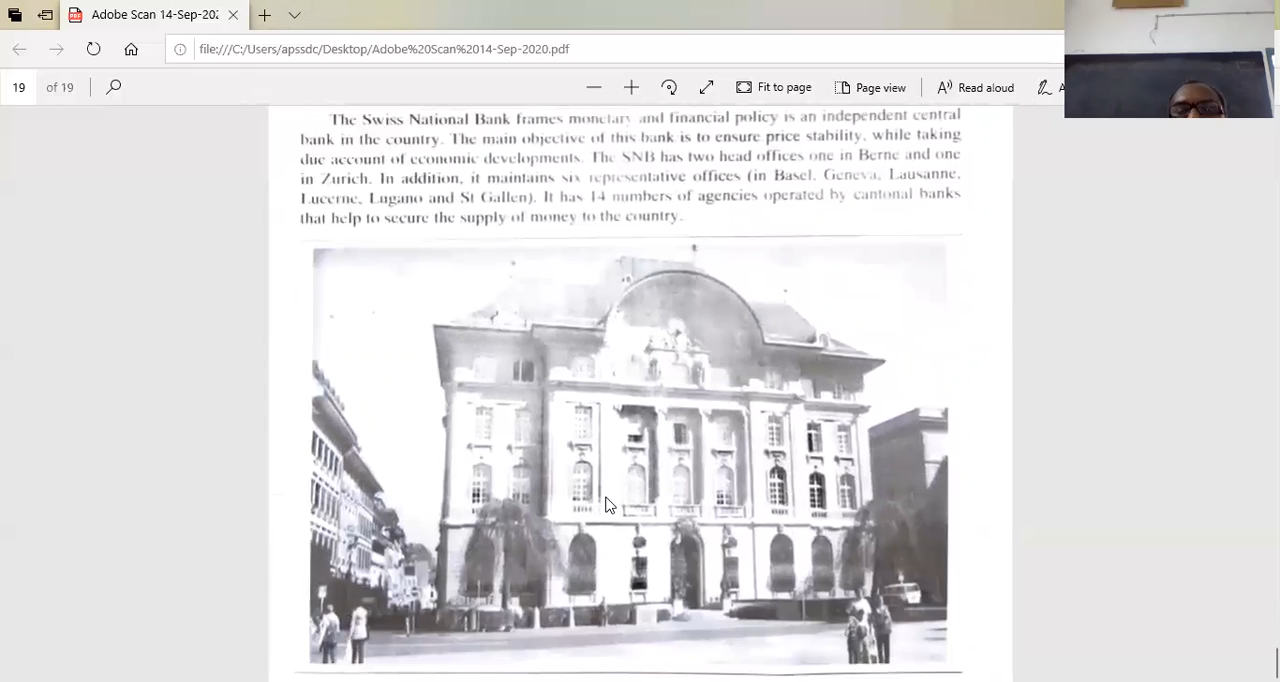 Adobe Scan 14-Sep-202
file:///C:/Users/apssdc/Desktop/Adobe%20Scan%2014-Sep-2020.pdf
19 of 19
Fit to page
Page view
Read aloud
The Swiss National Bank frames monetary and financial policy is an independent central
bank in the country. The main objective of this bank is to ensure price stability, while taking
due account of economic developments. The SNB has two head offices one in Berne and one
in Zurich. In addition, it maintains six representative offices (in Basel, Geneva, Lausanne,
Lucerne, Lugano and St Gallen). It has 14 numbers of agencies operated by cantonal banks
that help to secure the supply of money to the country.